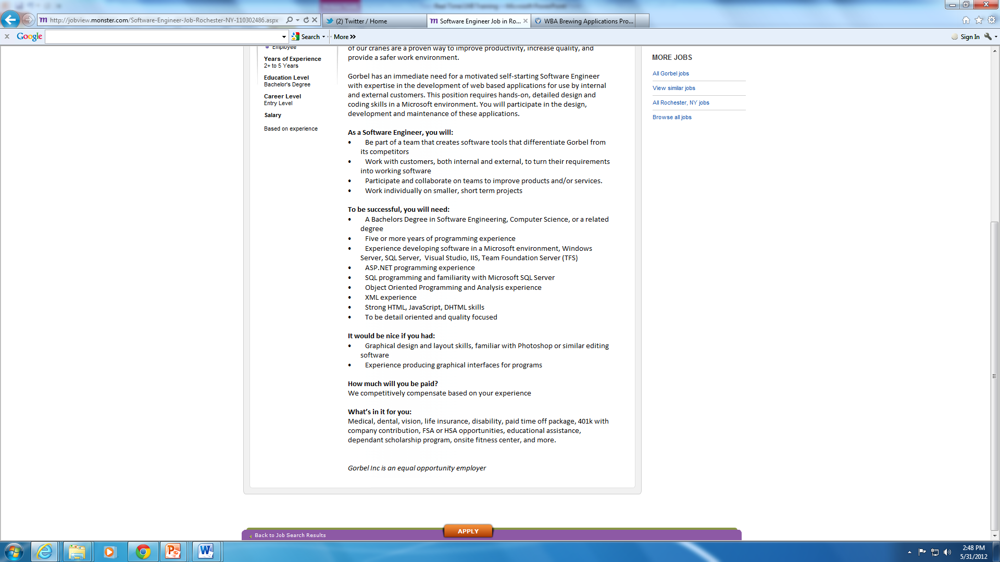 http://jobview.monster.com/Software-Engineer-Job-Rochester-NY-110302486.aspx
(2) Twitter / Home
Software Engineer Job in Ro...
WBA Brewing Applications Pro...
Google
Search
More »
Sign In
Employee
Years of Experience
2+ to 5 Years
Education Level
Bachelor's Degree
Career Level
Entry Level
Salary
Based on experience
of our cranes are a proven way to improve productivity, increase quality, and
provide a safer work environment.
Gorbel has an immediate need for a motivated self-starting Software Engineer
with expertise in the development of web based applications for use by internal
and external customers. This position requires hands-on, detailed design and
coding skills in a Microsoft environment. You will participate in the design,
development and maintenance of these applications.
As a Software Engineer, you will:
• Be part of a team that creates software tools that differentiate Gorbel from
its competitors
• Work with customers, both internal and external, to turn their requirements
into working software
• Participate and collaborate on teams to improve products and/or services.
• Work individually on smaller, short term projects
To be successful, you will need:
• A Bachelors Degree in Software Engineering, Computer Science, or a related
degree
• Five or more years of programming experience
• Experience developing software in a Microsoft environment, Windows
Server, SQL Server,  Visual Studio, IIS, Team Foundation Server (TFS)
• ASP.NET programming experience
• SQL programming and familiarity with Microsoft SQL Server
• Object Oriented Programming and Analysis experience
• XML experience
• Strong HTML, JavaScript, DHTML skills
• To be detail oriented and quality focused
It would be nice if you had:
• Graphical design and layout skills, familiar with Photoshop or similar editing
software
• Experience producing graphical interfaces for programs
How much will you be paid?
We competitively compensate based on your experience
What's in it for you:
Medical, dental, vision, life insurance, disability, paid time off package, 401k with
company contribution, FSA or HSA opportunities, educational assistance,
dependant scholarship program, onsite fitness center, and more.
Gorbel Inc is an equal opportunity employer
MORE JOBS
All Gorbel jobs
View similar jobs
All Rochester, NY jobs
Browse all jobs
Back to Job Search Results
APPLY
2:48 PM
5/31/2012